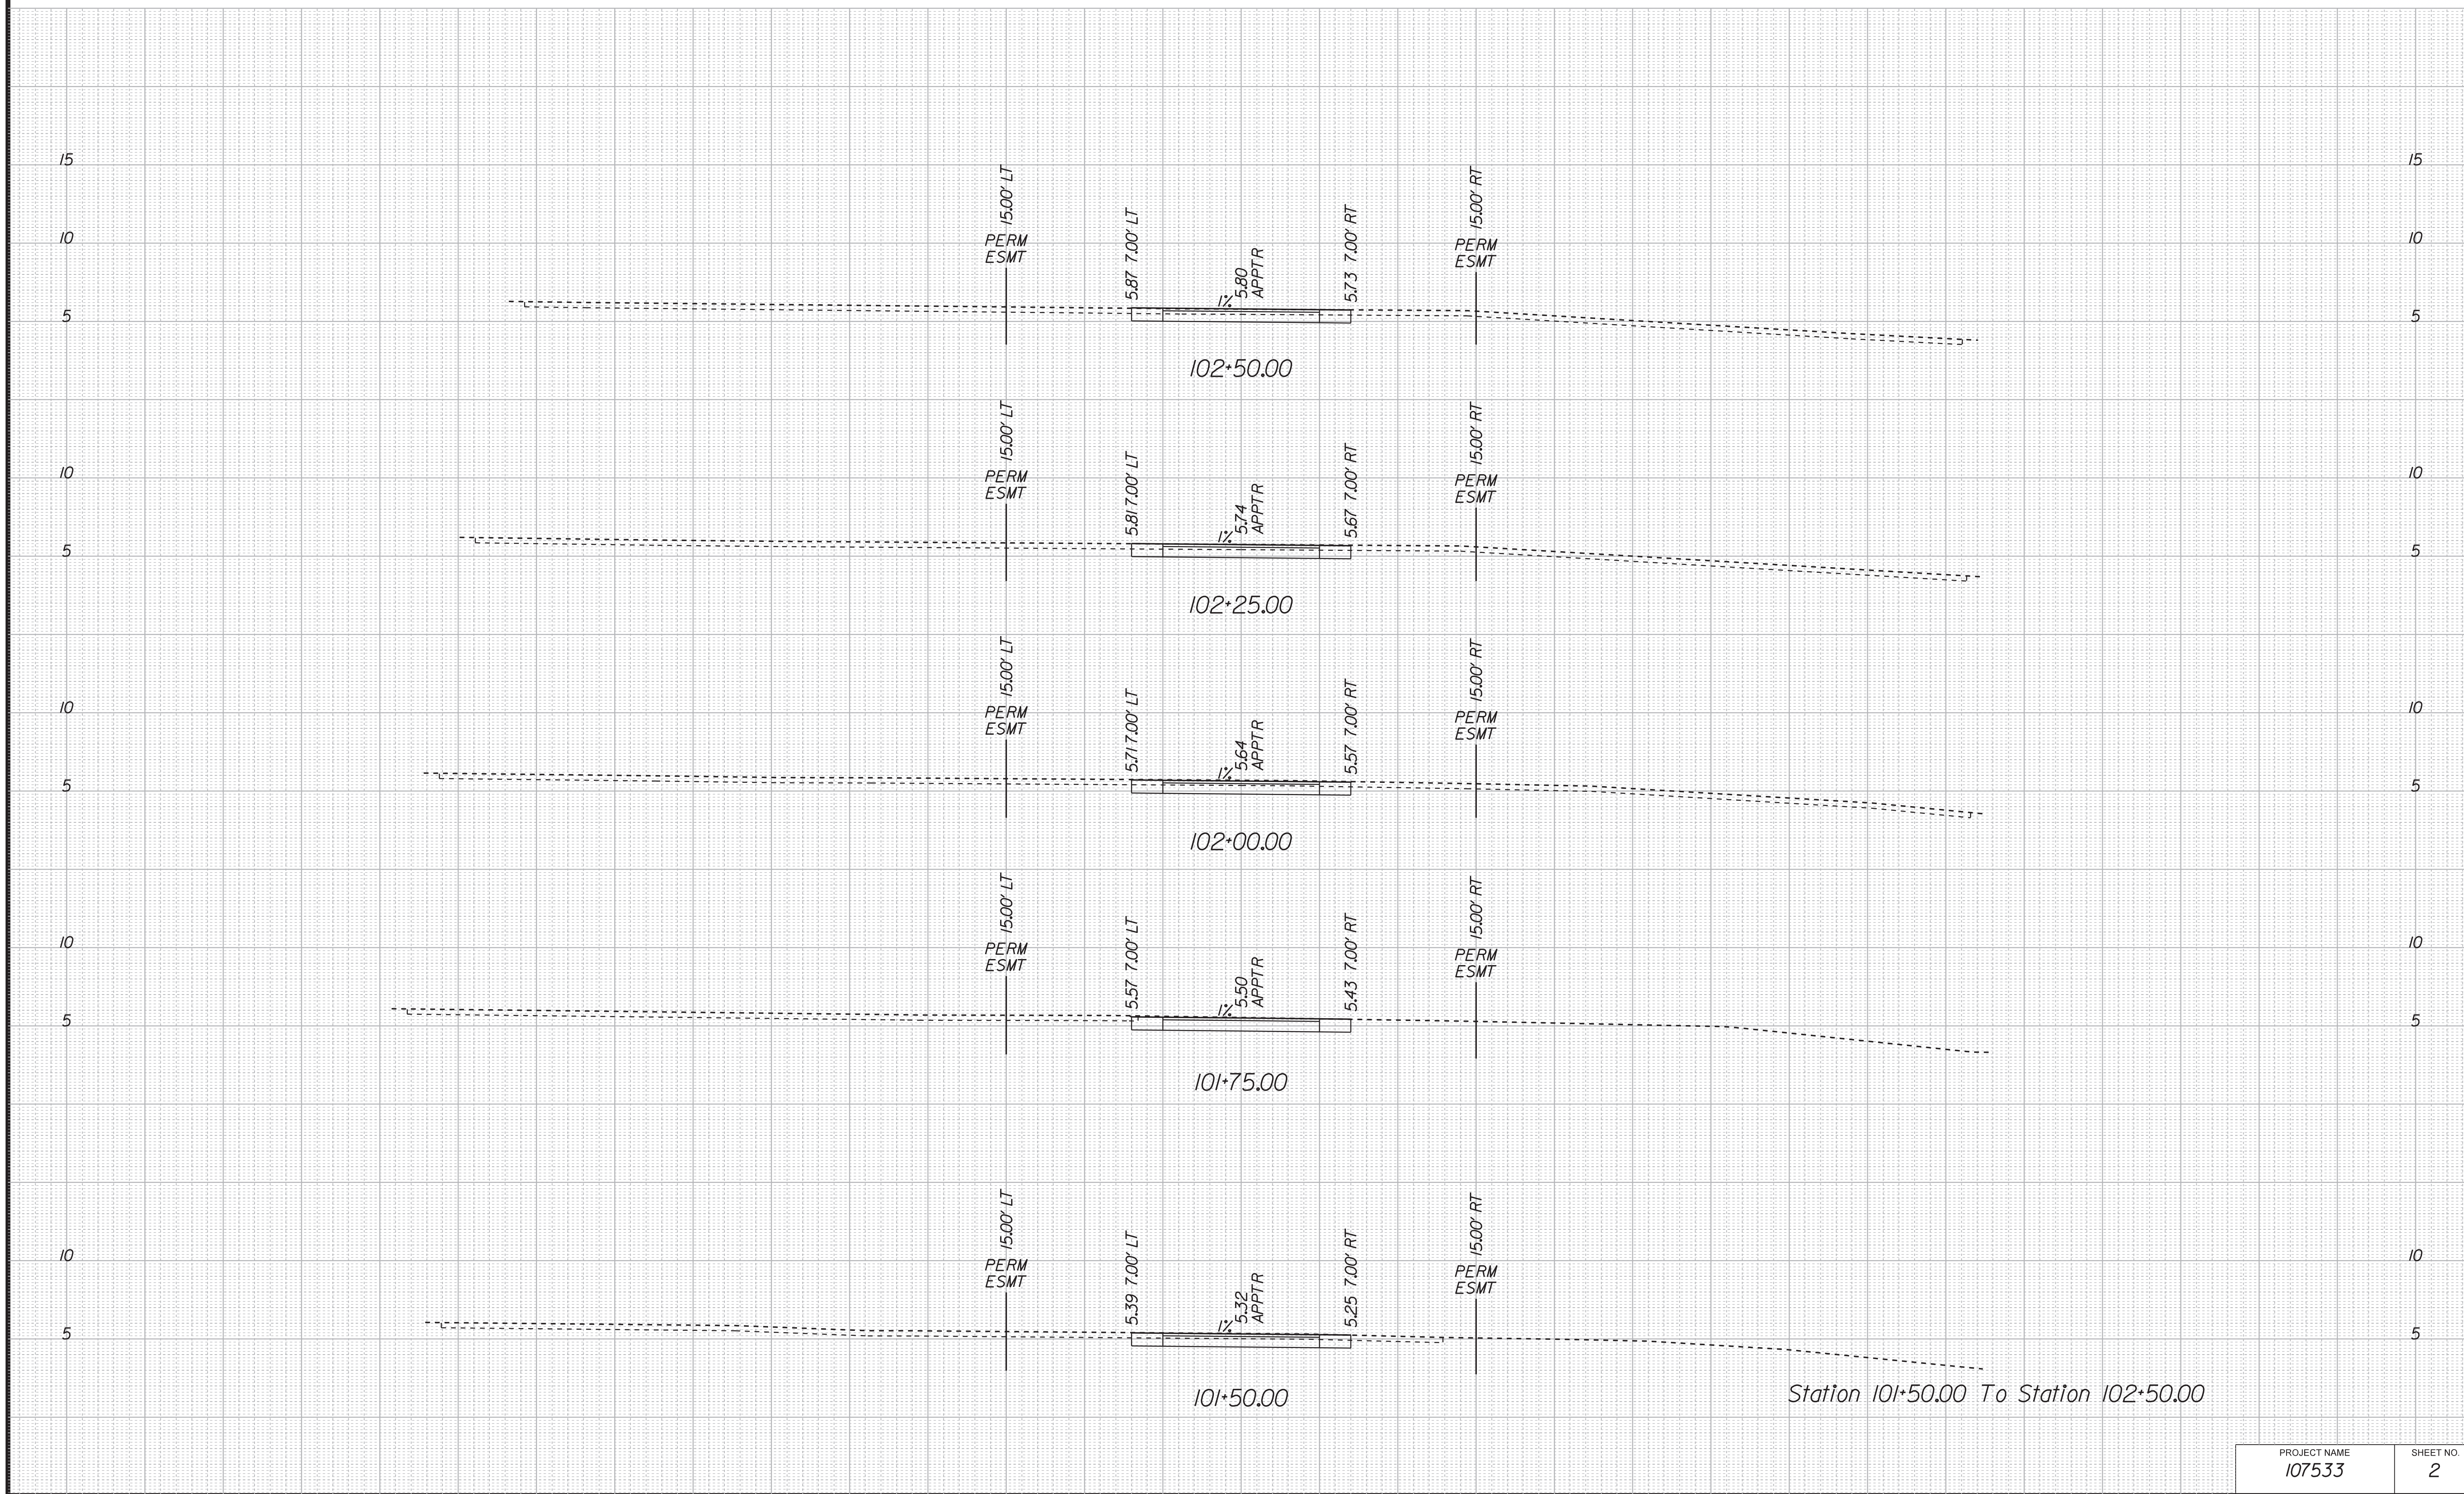 15
15
15.00' LT
15.00' RT
10
10
PERM
ESMT
PERM
ESMT
5.87 7.00' LT
1%
5.80
APPTR
5.73 7.00' RT
5
5
102+50.00
15.00' LT
15.00' RT
10
10
PERM
ESMT
PERM
ESMT
5.81 7.00' LT
1%
5.74
APPTR
5.67 7.00' RT
5
5
102+25.00
15.00' LT
15.00' RT
10
10
PERM
ESMT
PERM
ESMT
5.71 7.00' LT
1%
5.64
APPTR
5.57 7.00' RT
5
5
102+00.00
15.00' LT
15.00' RT
10
10
PERM
ESMT
PERM
ESMT
5.57 7.00' LT
1%
5.50
APPTR
5.43 7.00' RT
5
5
101+75.00
15.00' LT
15.00' RT
10
10
PERM
ESMT
PERM
ESMT
5.39 7.00' LT
1%
5.32
APPTR
5.25 7.00' RT
5
5
101+50.00
Station 101+50.00 To Station 102+50.00
PROJECT NAME
107533
SHEET NO.
2